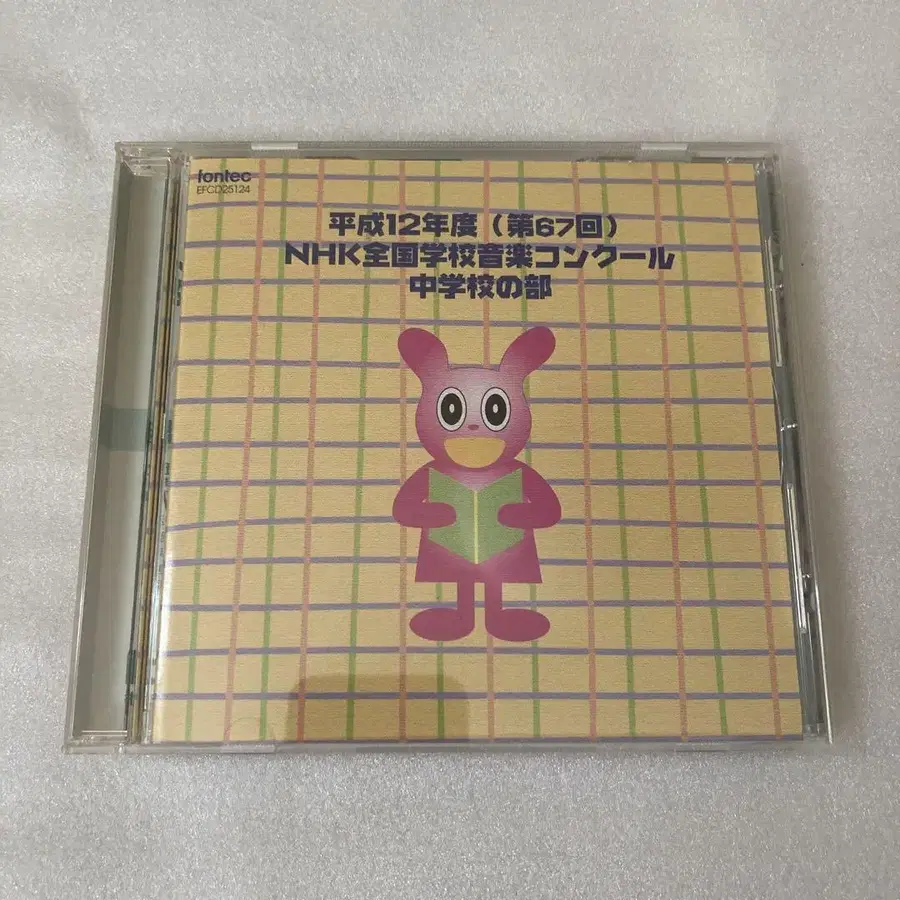 fontec
EFCD25124
平成12年度(第67回)
NHK全国学校音楽コンクール
中学校の部